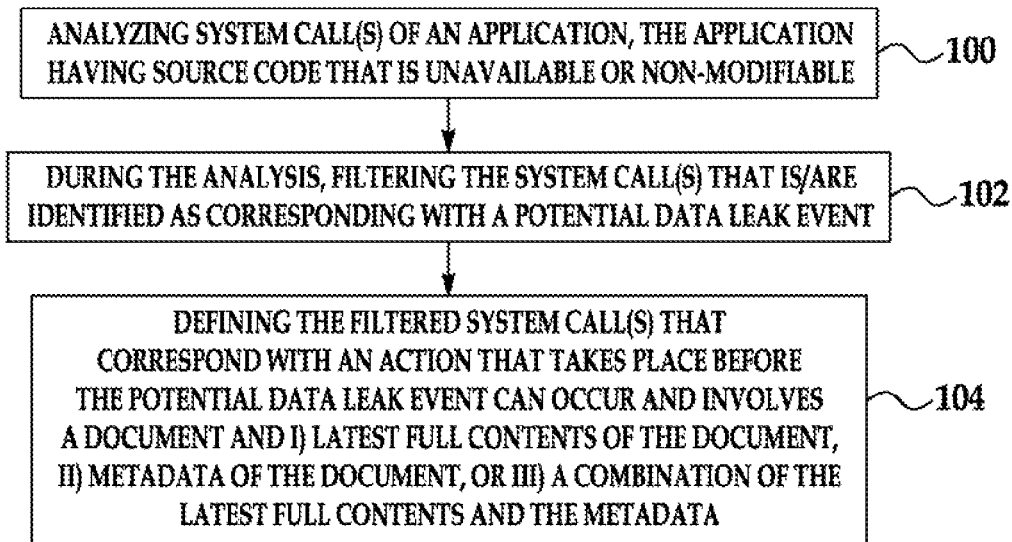 ANALYZING SYSTEM CALL(S) OF AN APPLICATION, THE APPLICATION
HAVING SOURCE CODE THAT IS UNAVAILABLE OR NON-MODIFIABLE
100
DURING THE ANALYSIS, FILTERING THE SYSTEM CALL(S) THAT IS/ARE
IDENTIFIED AS CORRESPONDING WITH A POTENTIAL DATA LEAK EVENT
102
DEFINING THE FILTERED SYSTEM CALL(S) THAT
CORRESPOND WITH AN ACTION THAT TAKES PLACE BEFORE
THE POTENTIAL DATA LEAK EVENT CAN OCCUR AND INVOLVES
A DOCUMENT AND I) LATEST FULL CONTENTS OF THE DOCUMENT,
II) METADATA OF THE DOCUMENT, OR III) A COMBINATION OF THE
LATEST FULL CONTENTS AND THE METADATA
104